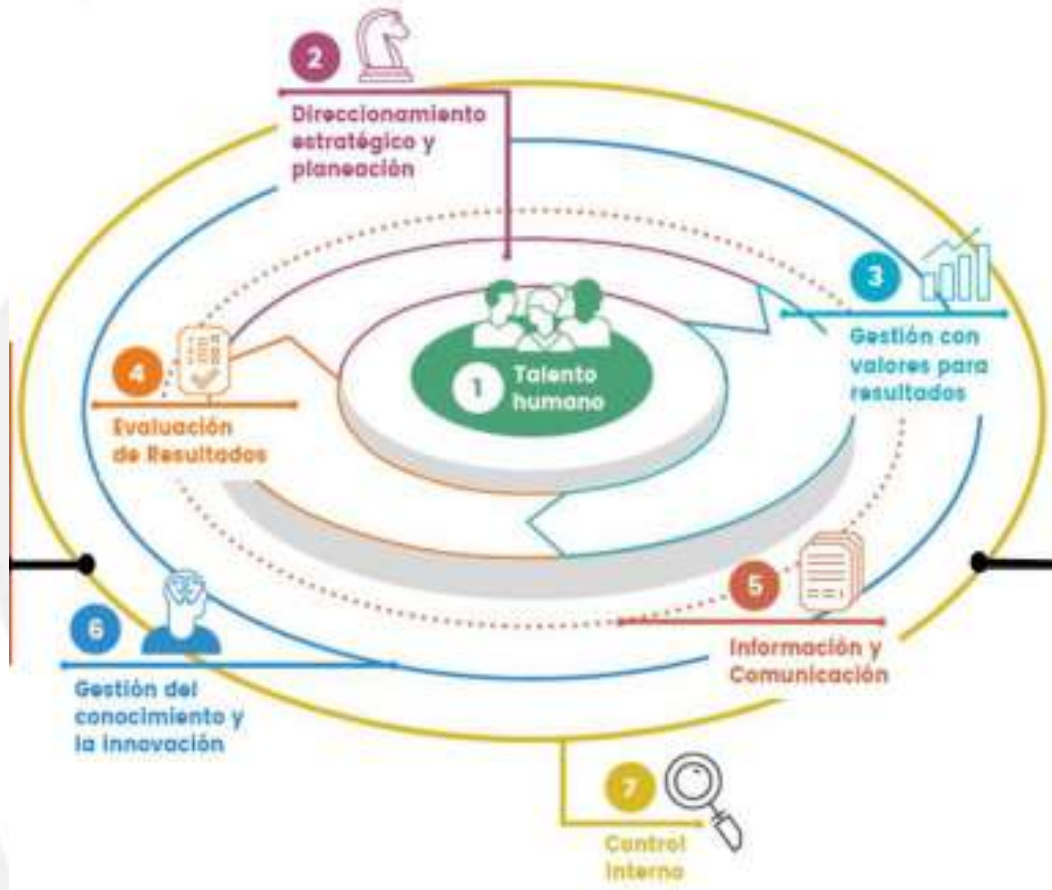 2
Direccionamiento
estratégico y
planeación
3
Gestión con
valores para
resultados
1
Talento
humano
4
Evaluación
de Resultados
5
Información y
Comunicación
6
Gestión del
conocimiento y
la innovación
7
Control
Interno